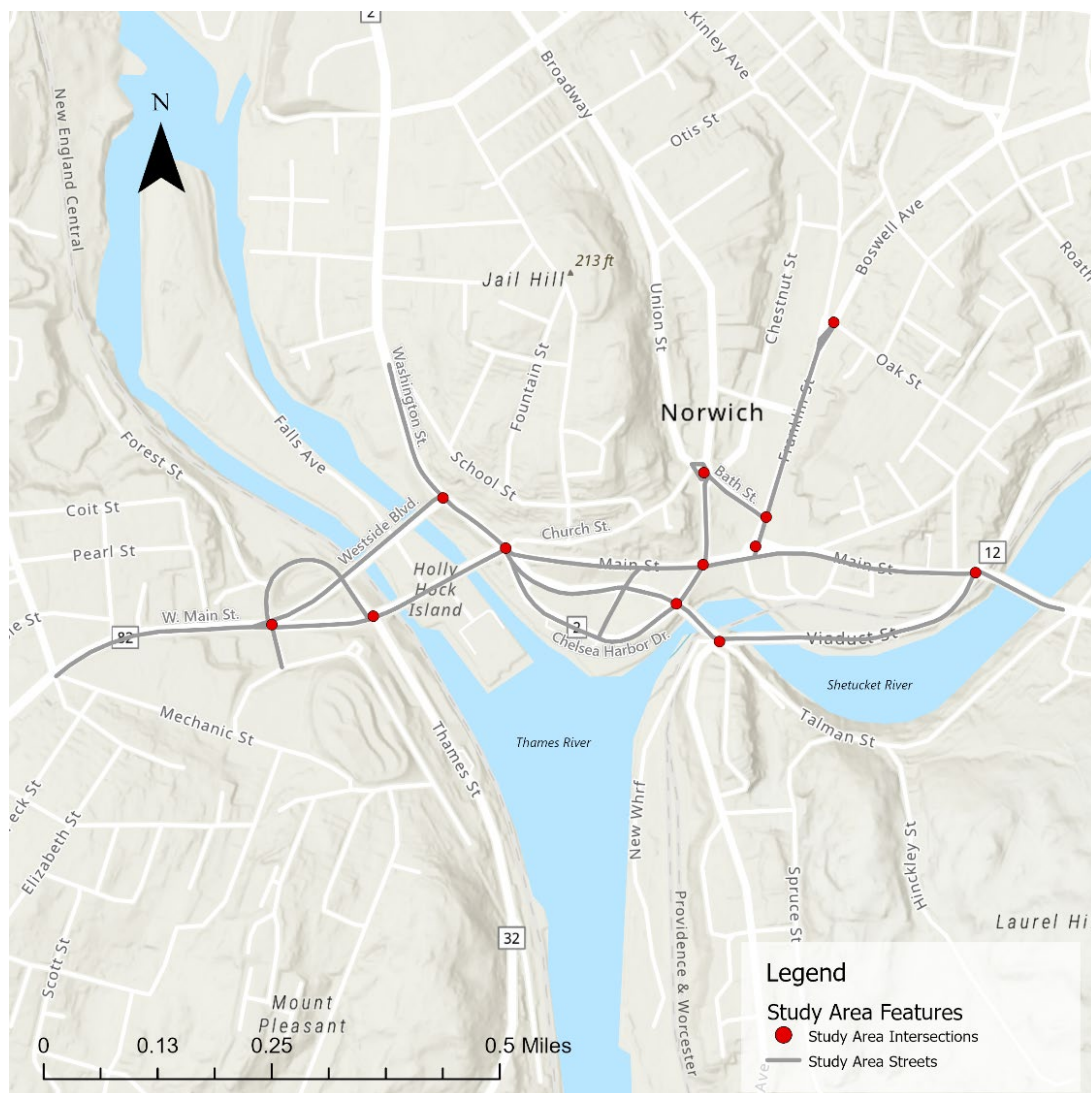 2
Broadway
ckinley Ave
N
New England Central
Otis St
Boswell Ave
Roath
213 ft
Jail Hill
Chestnut St
Union St
Washington St.
Fountain St
Oak St
Norwich
Franklin St
Falls Ave
Forest St
School St
Bath St.
Coit St
Westside Blvd.
Church St.
Pearl St
Holly
Hock
Island
Main St
Main St
12
W. Main St.
82
2
Chelsea Harbor Dr.
Viaduct St
Shetucket River
Mechanic St
Thames River
Talman St
Thames St
eck St
Elizabeth St
New Whrf
Hinckley St
Spruce St
Providence & Worcester
Laurel Hi
32
Scott St
Mount
Pleasant
Ave
0 0.13 0.25 0.5 Miles
Legend
Study Area Features
Study Area Intersections
Study Area Streets